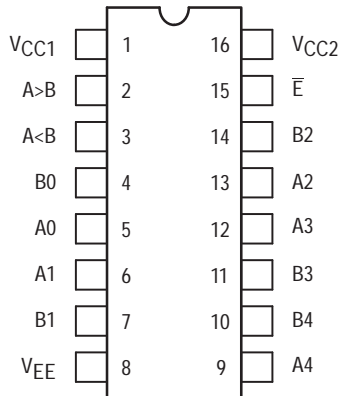 VCC1 1 16 VCC2
A>B 2 15 E̅
A<B 3 14 B2
B0 4 13 A2
A0 5 12 A3
A1 6 11 B3
B1 7 10 B4
VEE 8 9 A4